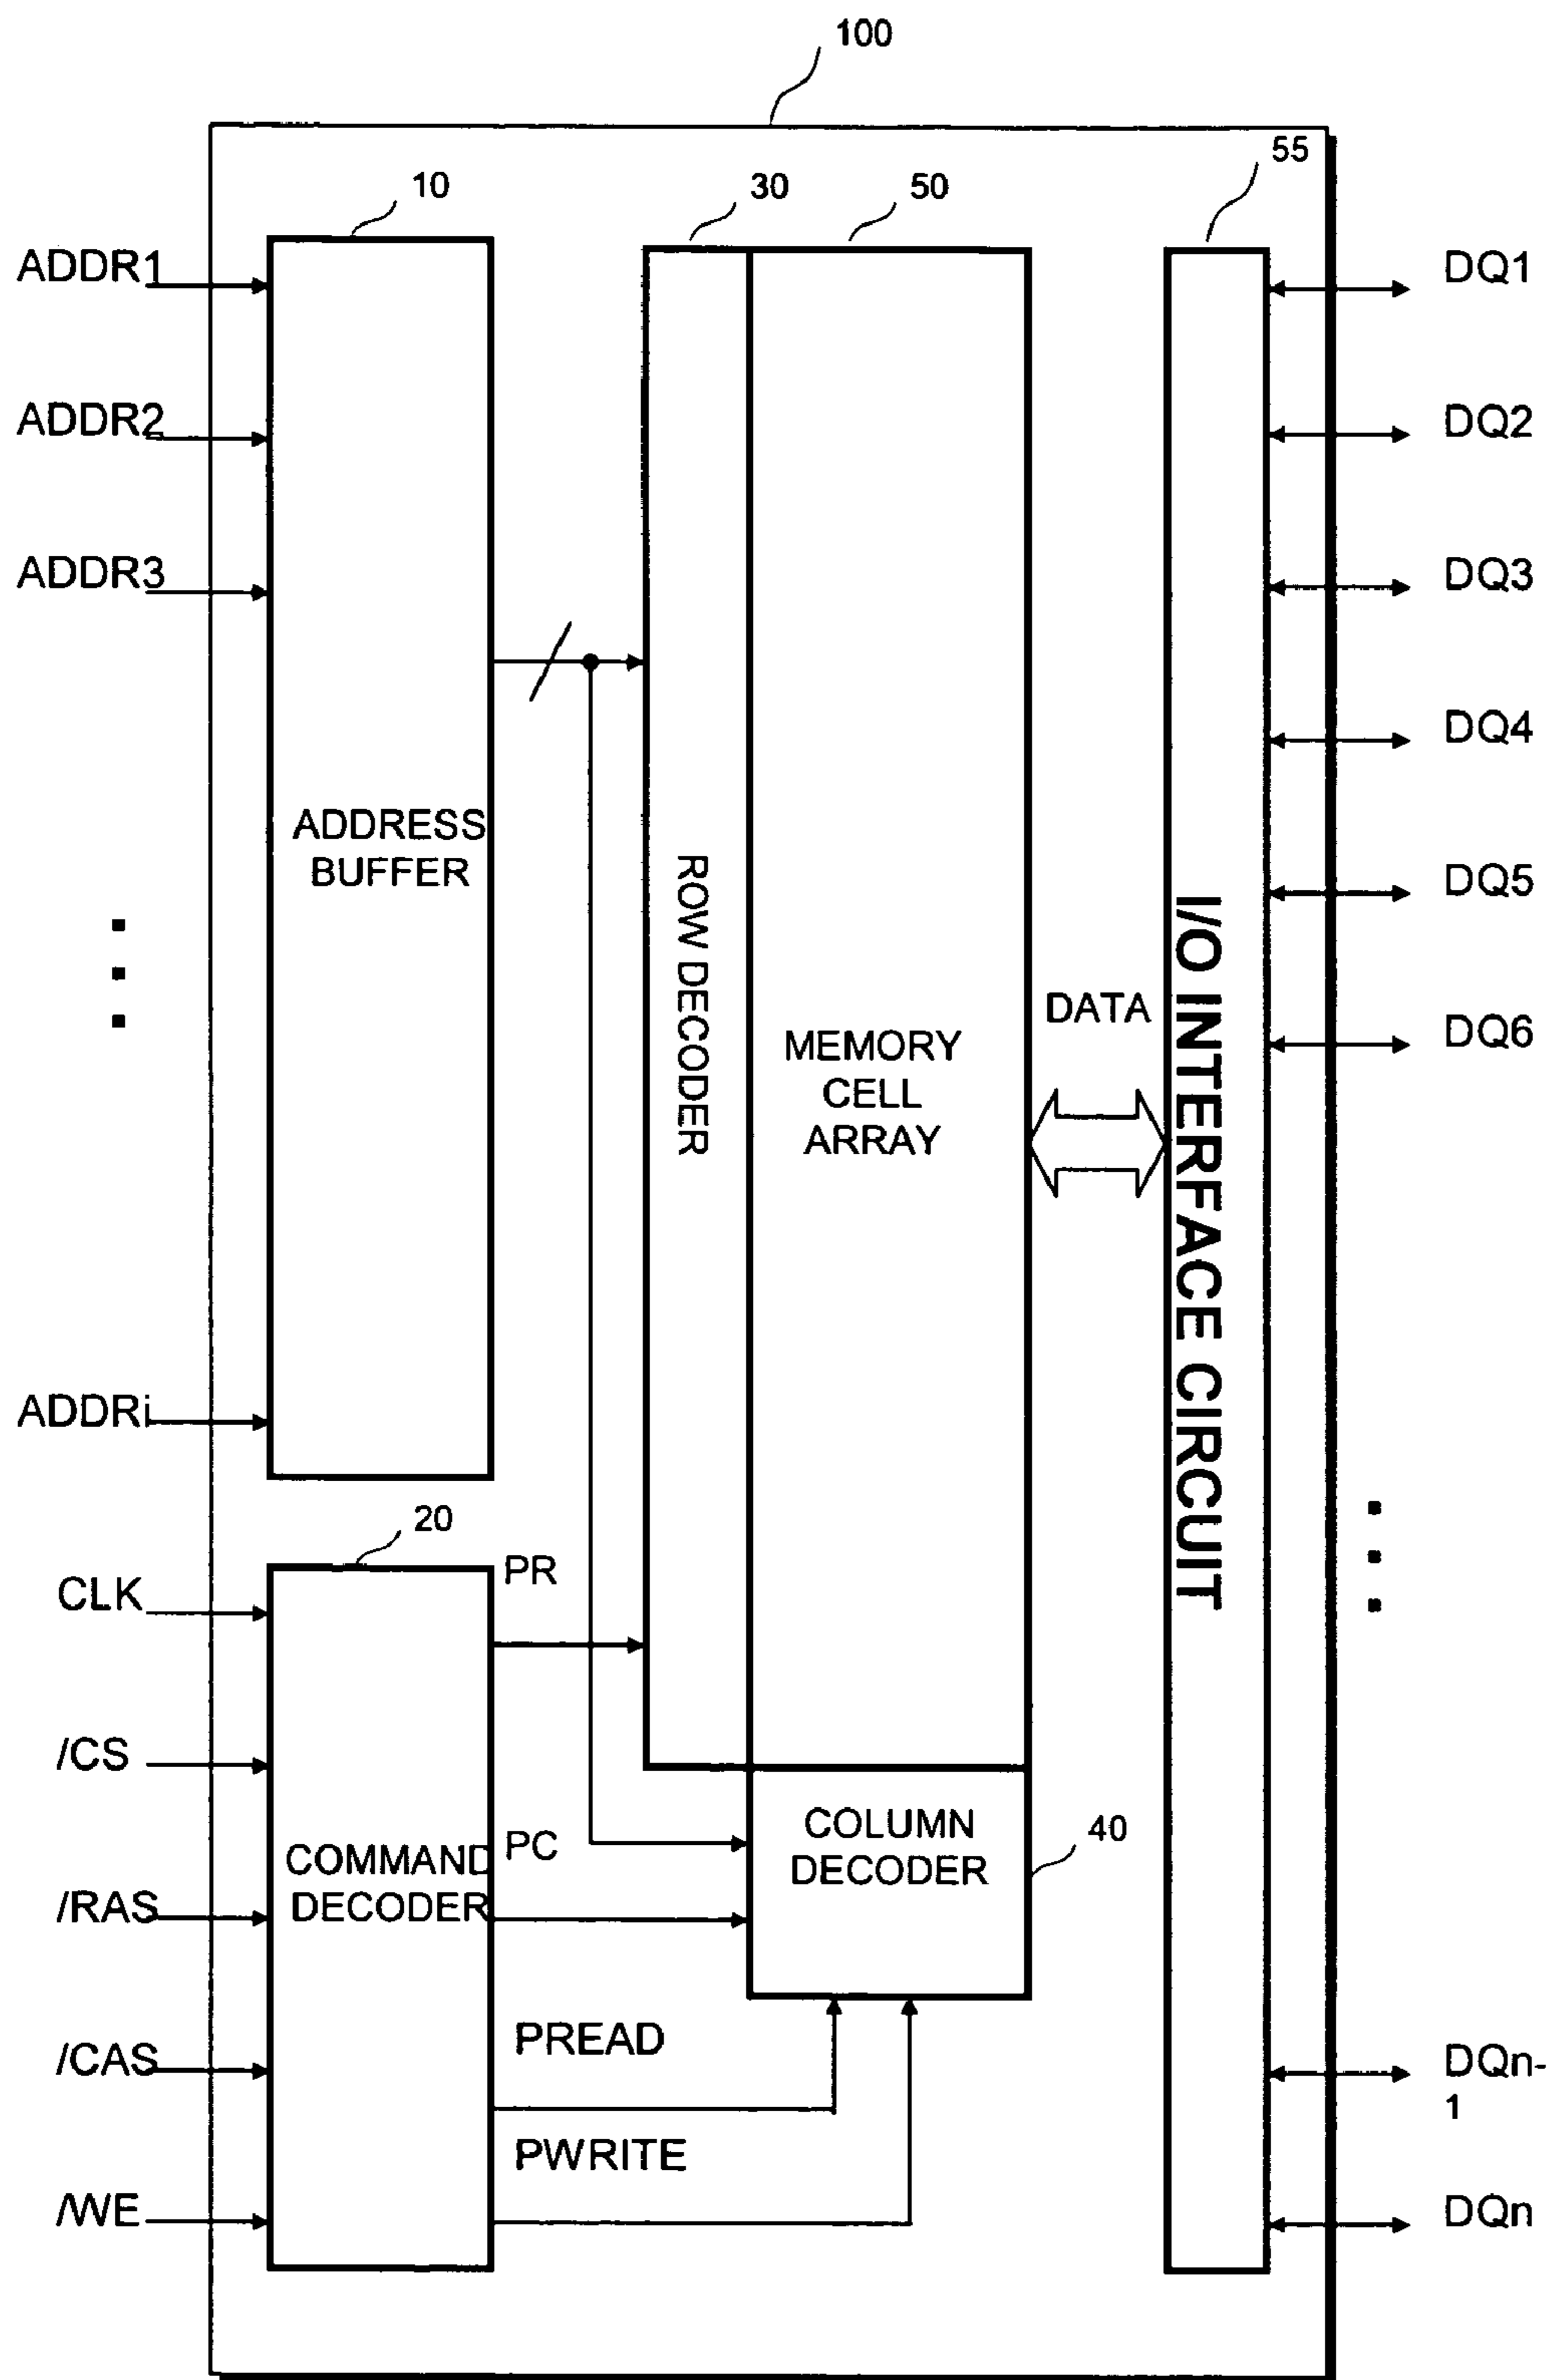 100
55
10
30
50
ADDR1
ADDR2
ADDR3
ADDRi
ADDRESS
BUFFER
ROW DECODER
MEMORY
CELL
ARRAY
DATA
I/O INTERFACE CIRCUIT
DQ1
DQ2
DQ3
DQ4
DQ5
DQ6
DQn-
1
DQn
20
CLK
/CS
/RAS
/CAS
/WE
COMMAND
DECODER
PR
PC
PREAD
PWRITE
COLUMN
DECODER
40